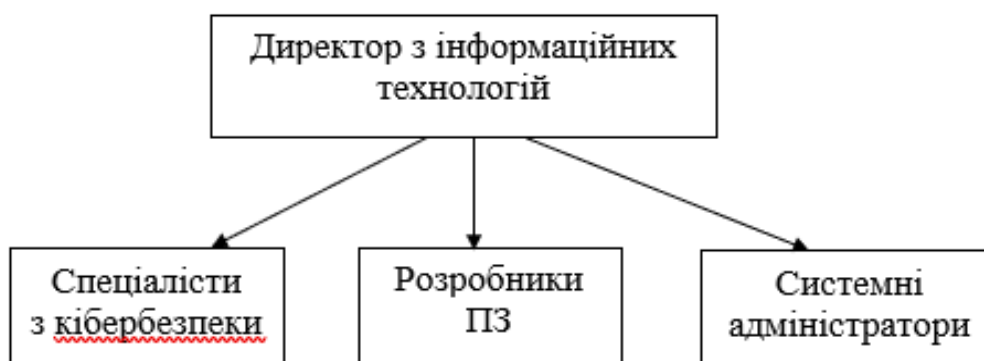 Директор з інформаційних
технологій
Спеціалісти
з кібербезпеки
Розробники
ПЗ
Системні
адміністратори